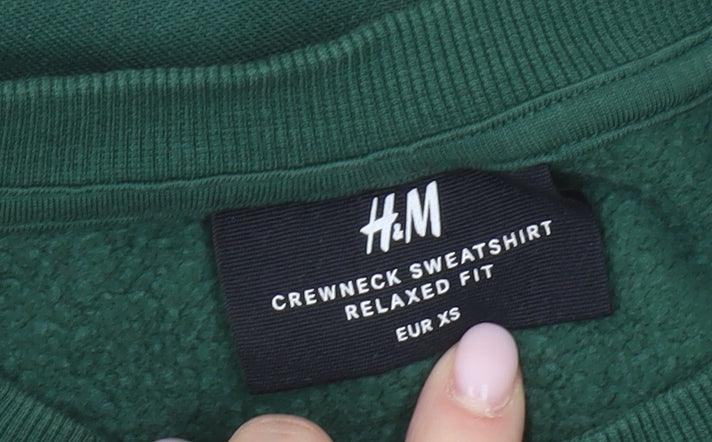 H&M
CREWNECK SWEATSHIRT
RELAXED FIT
EUR XS